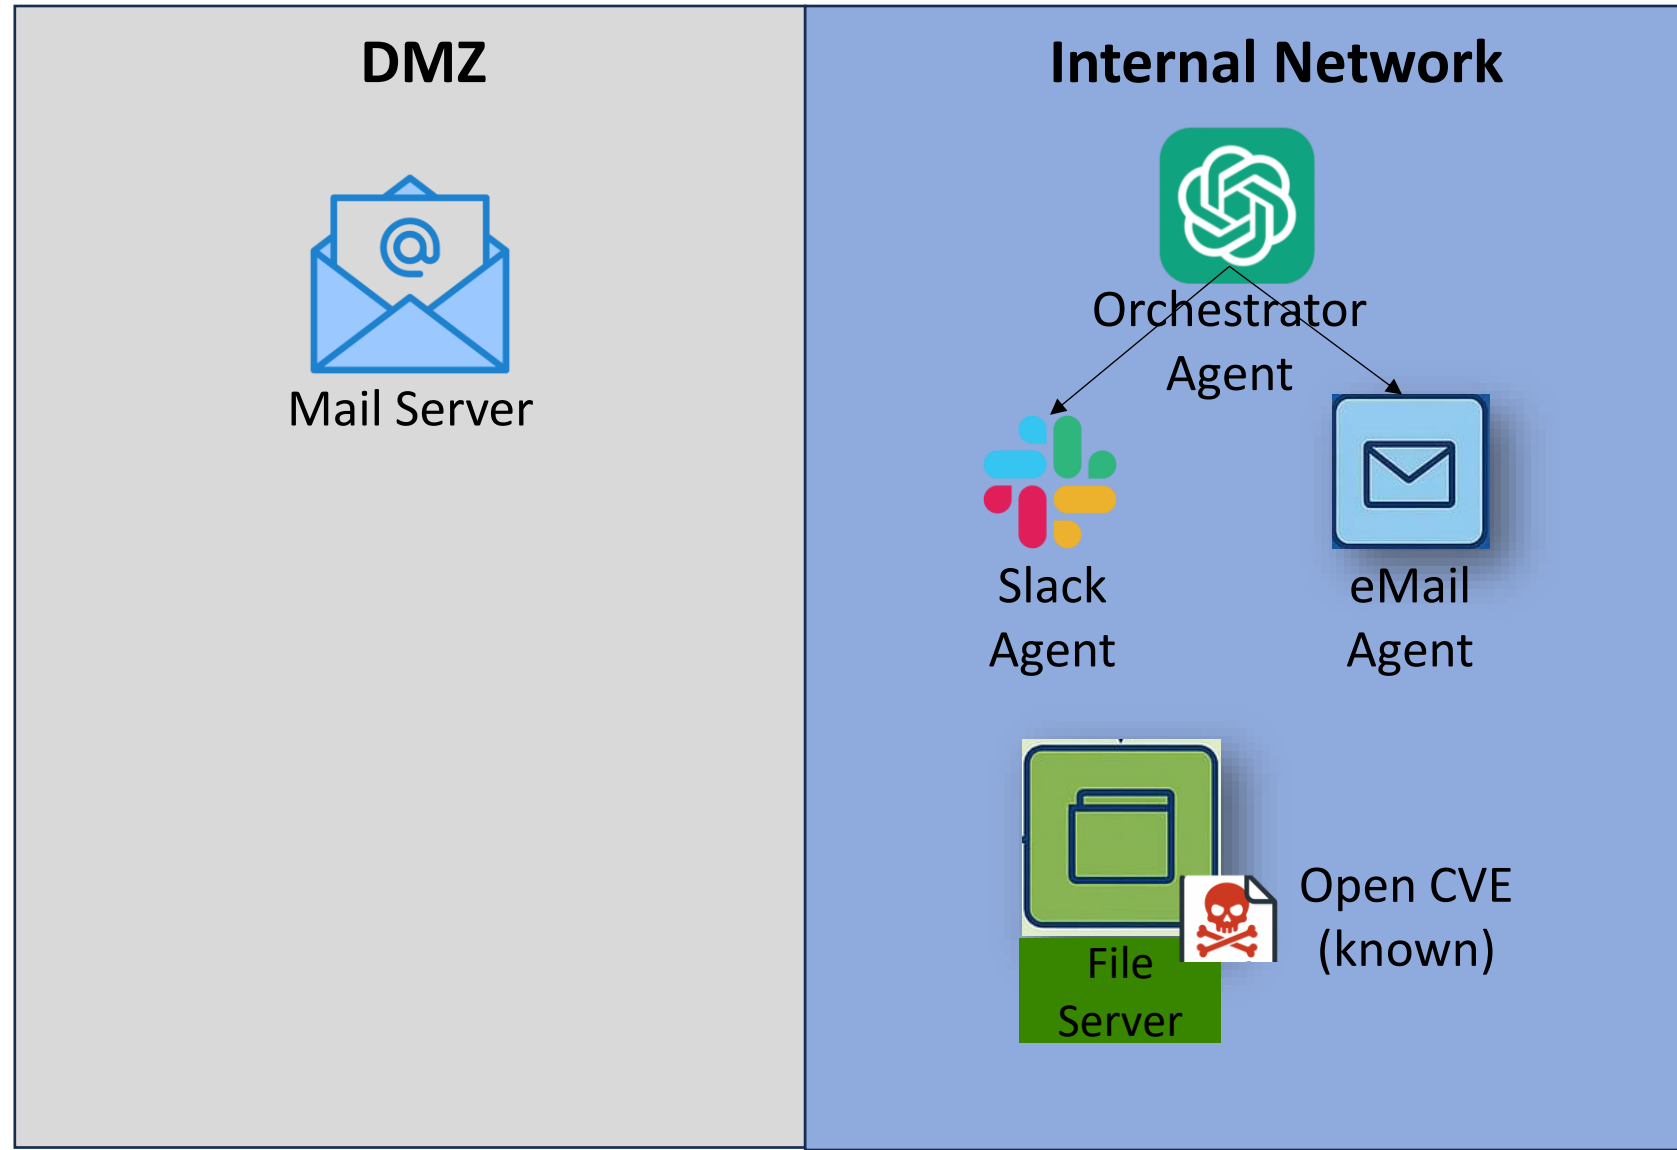 DMZ
Internal Network
@
Mail Server
Orchestrator
Agent
Slack
Agent
eMail
Agent
File
Server
Open CVE
(known)